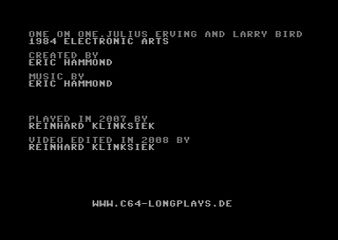 ONE ON ONE.JULIUS ERVING AND LARRY BIRD
1984 ELECTRONIC ARTS
CREATED BY
ERIC HAMMOND
MUSIC BY
ERIC HAMMOND
PLAYED IN 2007 BY
REINHARD KLINKSIEK
VIDEO EDITED IN 2008 BY
REINHARD KLINKSIEK
WWW.C64-LONGPLAYS.DE